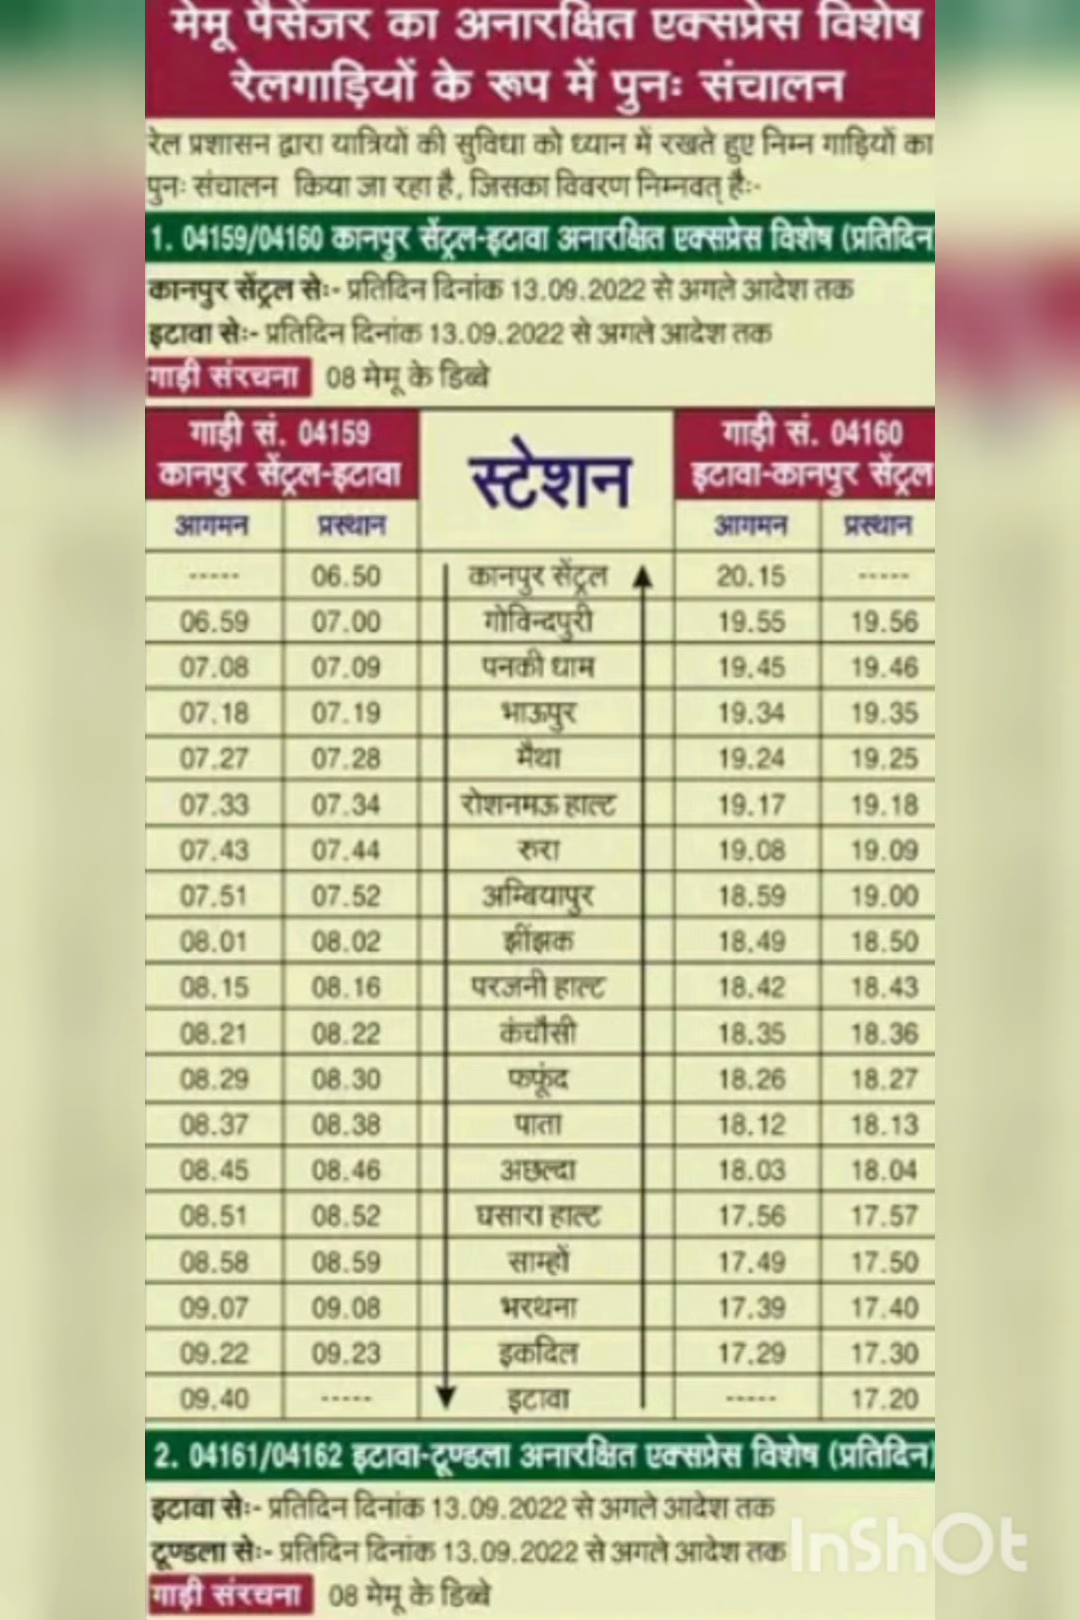 मेमू पैसेंजर का अनारक्षित एक्सप्रेस विशेष
रेलगाड़ियों के रूप में पुनः संचालन
रेल प्रशासन द्वारा यात्रियों की सुविधा को ध्यान में रखते हुए निम्न गाड़ियों का
पुनः संचालन किया जा रहा है, जिसका विवरण निम्नवत् हैः-
1. 04159/04160 कानपुर सेंट्रल-इटावा अनारक्षित एक्सप्रेस विशेष (प्रतिदिन
कानपुर सेंट्रल सेः- प्रतिदिन दिनांक 13.09.2022 से अगले आदेश तक
इटावा सेः- प्रतिदिन दिनांक 13.09.2022 से अगले आदेश तक
गाड़ी संरचना 08 मेमू के डिब्बे
गाड़ी सं. 04159 स्टेशन गाड़ी सं. 04160
कानपुर सेंट्रल-इटावा इटावा-कानपुर सेंट्रल
आगमन प्रस्थान आगमन प्रस्थान
----- 06.50 कानपुर सेंट्रल 20.15 -----
06.59 07.00 गोविन्दपुरी 19.55 19.56
07.08 07.09 पनकी धाम 19.45 19.46
07.18 07.19 भाऊपुर 19.34 19.35
07.27 07.28 मैथा 19.24 19.25
07.33 07.34 रोशनमऊ हाल्ट 19.17 19.18
07.43 07.44 रुरा 19.08 19.09
07.51 07.52 अम्बियापुर 18.59 19.00
08.01 08.02 झींझक 18.49 18.50
08.15 08.16 परजनी हाल्ट 18.42 18.43
08.21 08.22 कंचौसी 18.35 18.36
08.29 08.30 फफूंद 18.26 18.27
08.37 08.38 पाता 18.12 18.13
08.45 08.46 अछल्दा 18.03 18.04
08.51 08.52 घसारा हाल्ट 17.56 17.57
08.58 08.59 साम्हों 17.49 17.50
09.07 09.08 भरथना 17.39 17.40
09.22 09.23 इकदिल 17.29 17.30
09.40 ----- इटावा ----- 17.20
2. 04161/04162 इटावा-टूण्डला अनारक्षित एक्सप्रेस विशेष (प्रतिदिन)
इटावा सेः- प्रतिदिन दिनांक 13.09.2022 से अगले आदेश तक
टूण्डला सेः- प्रतिदिन दिनांक 13.09.2022 से अगले आदेश तक
InShOt
गाड़ी संरचना 08 मेमू के डिब्बे